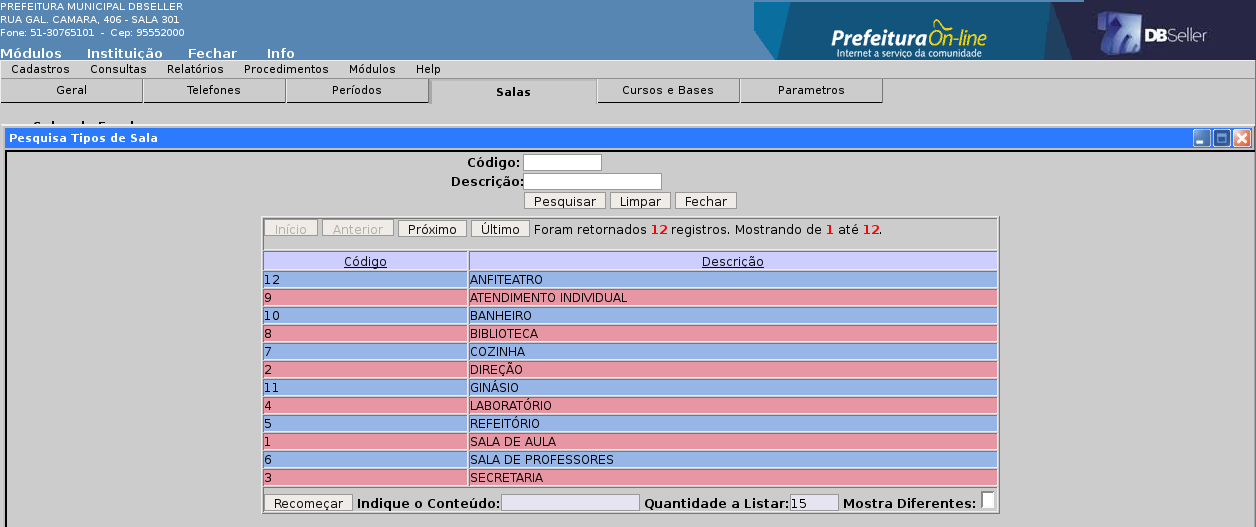 PREFEITURA MUNICIPAL DBSELLER
RUA GAL. CAMARA, 406 - SALA 301
Fone: 51-30765101 - Cep: 95552000
PrefeituraOn-line
Internet a serviço da comunidade
DBSeller
Módulos Instituição Fechar Info
Cadastros Consultas Relatórios Procedimentos Módulos Help
Geral Telefones Períodos Salas Cursos e Bases Parametros
Pesquisa Tipos de Sala
Código:
Descrição:
Pesquisar Limpar Fechar
Início Anterior Próximo Último Foram retornados 12 registros. Mostrando de 1 até 12.
Código Descrição
12 ANFITEATRO
9 ATENDIMENTO INDIVIDUAL
10 BANHEIRO
8 BIBLIOTECA
7 COZINHA
2 DIREÇÃO
11 GINÁSIO
4 LABORATÓRIO
5 REFEITÓRIO
1 SALA DE AULA
6 SALA DE PROFESSORES
3 SECRETARIA
Recomeçar Indique o Conteúdo: Quantidade a Listar: 15 Mostra Diferentes: